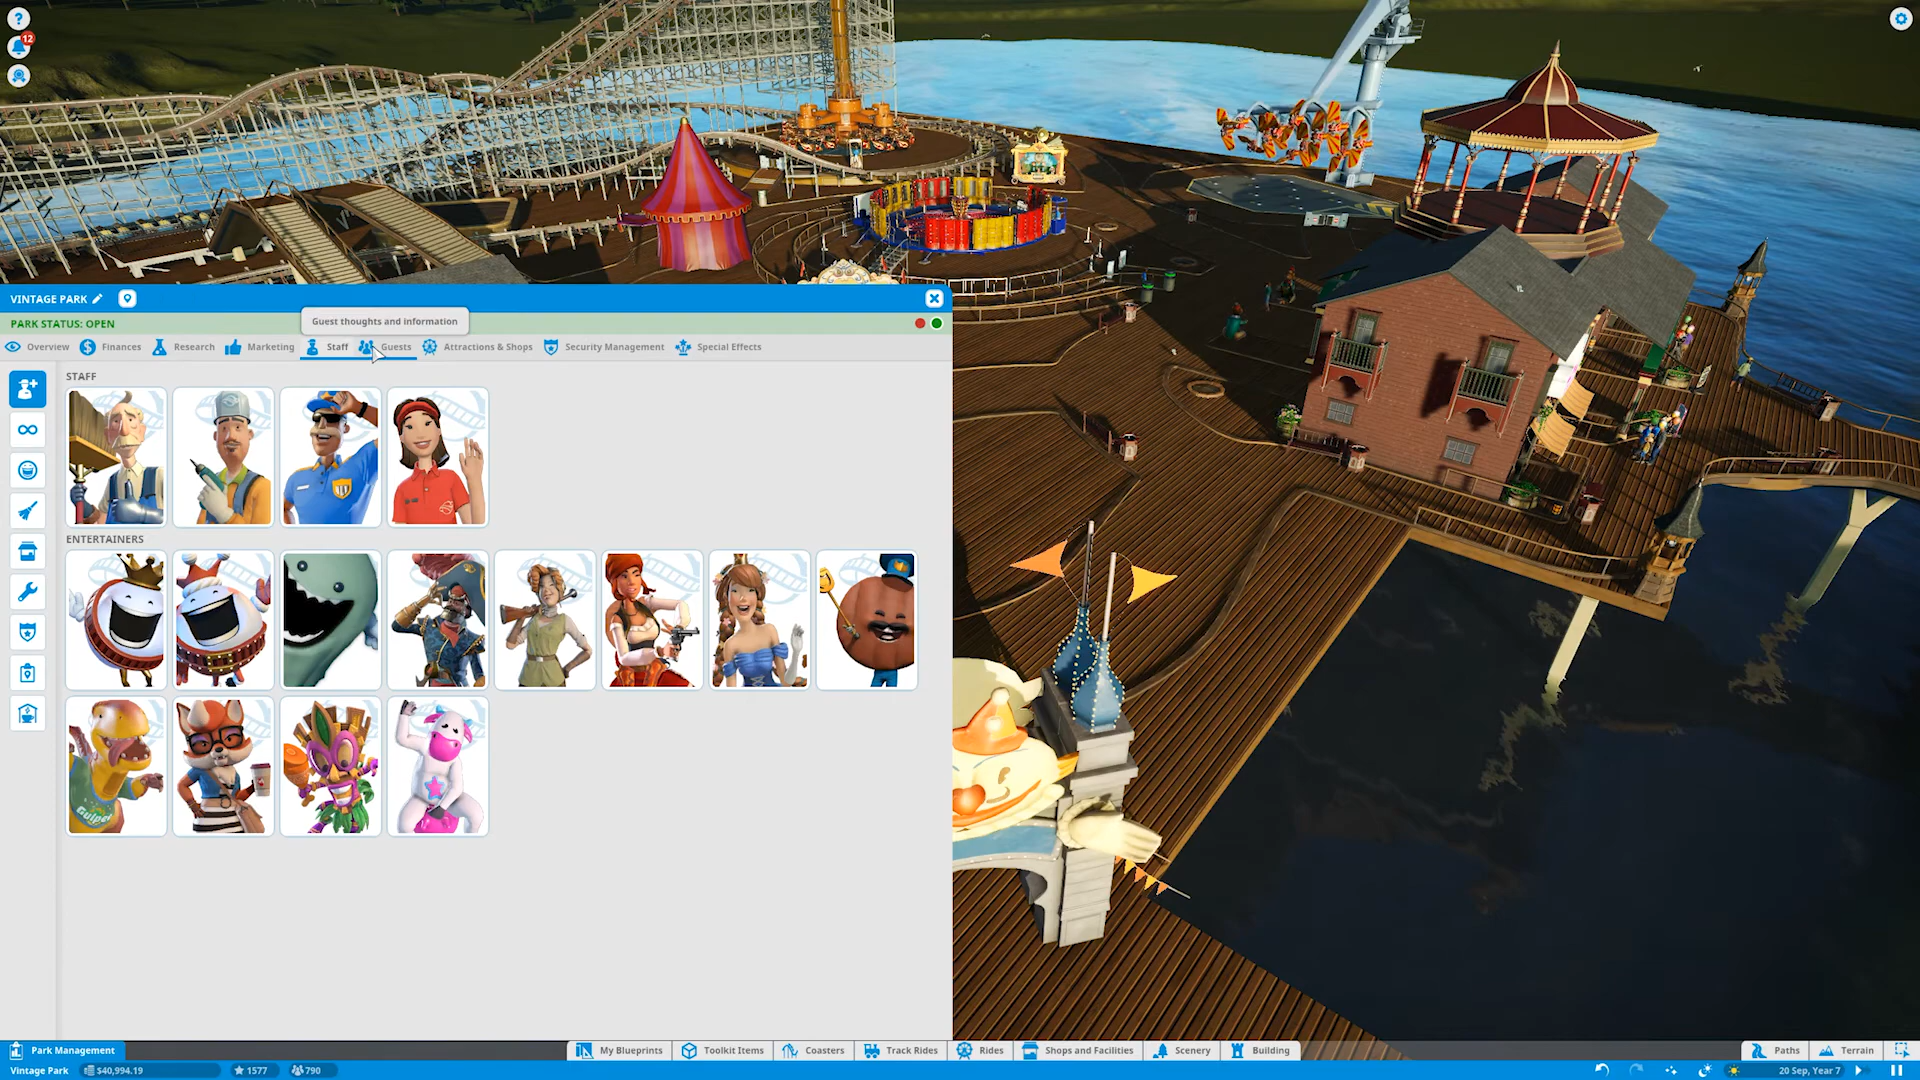 ?
12
VINTAGE PARK
PARK STATUS: OPEN
Guest thoughts and information
Overview Finances Research Marketing Staff Guests Attractions & Shops Security Management Special Effects
STAFF
ENTERTAINERS
Gulpee
Park Management My Blueprints Toolkit Items Coasters Track Rides Rides Shops and Facilities Scenery Building Paths Terrain
Vintage Park $40,994.19 1577 790 20 Sep, Year 7